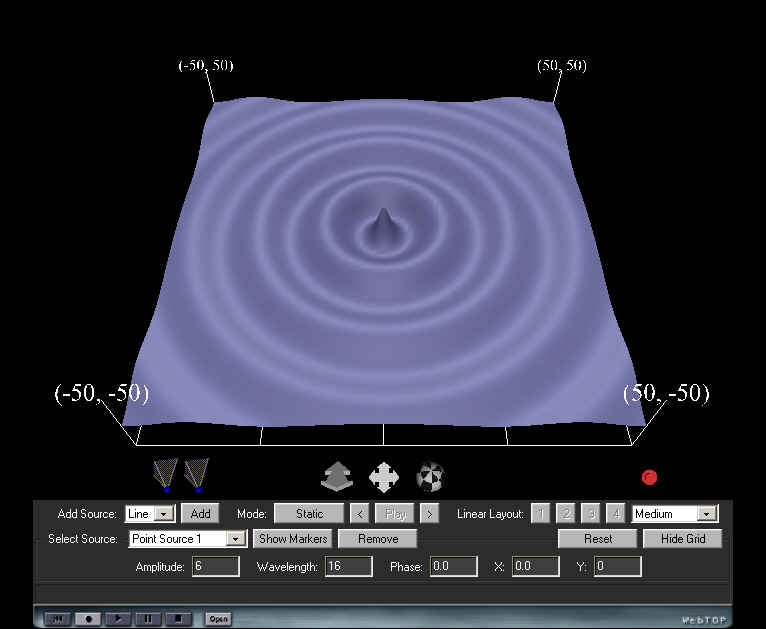 (-50, 50) (50, 50)
(-50, -50) (50, -50)
Add Source: Line Add Mode: Static < Play > Linear Layout: 1 2 3 4 Medium
Select Source: Point Source 1 Show Markers Remove Reset Hide Grid
Amplitude: 6 Wavelength: 16 Phase: 0.0 X: 0.0 Y: 0
Open WebTOP